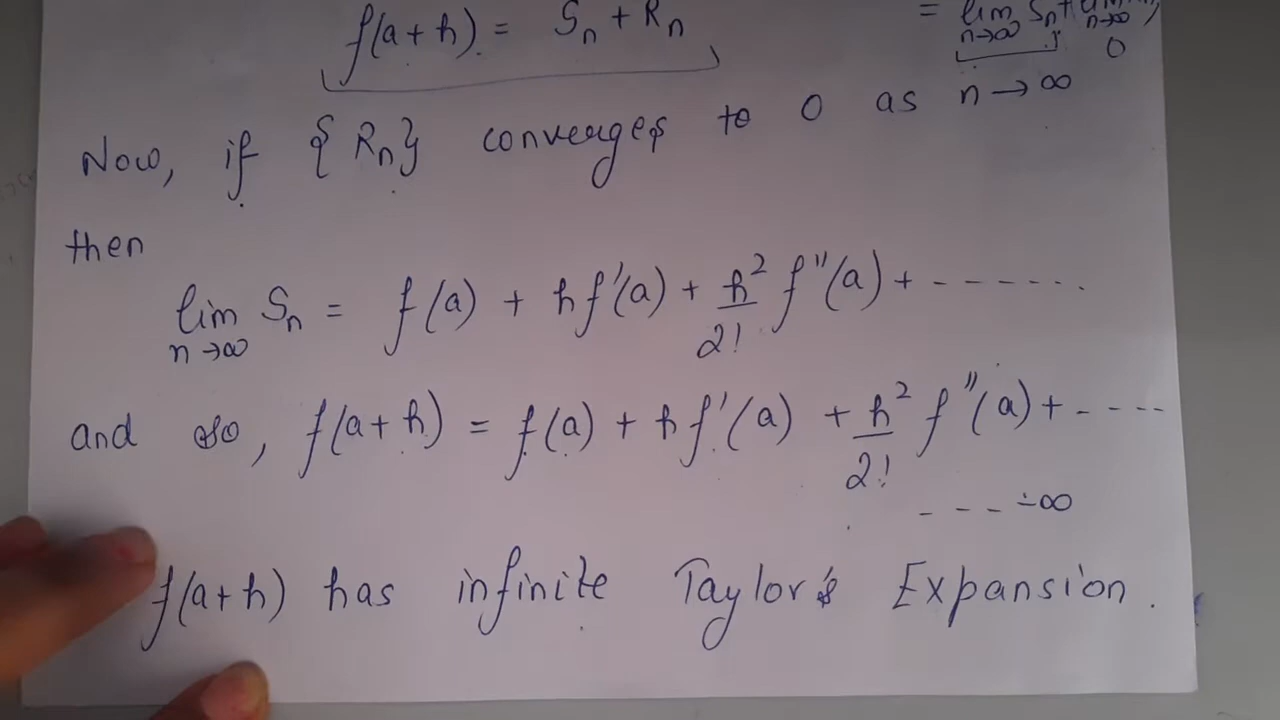 f(a+h) = Sn + Rn
= lim n→∞ Sn + n→∞
0
Now, if {Rn} converges to 0 as n→∞
then
lim n→∞ Sn = f(a) + hf'(a) + h²/2! f''(a) + - - - - - -
and so, f(a+h) = f(a) + hf'(a) + h²/2! f''(a) + - - - -
- - - - ∞
f(a+h) has infinite Taylor's Expansion.